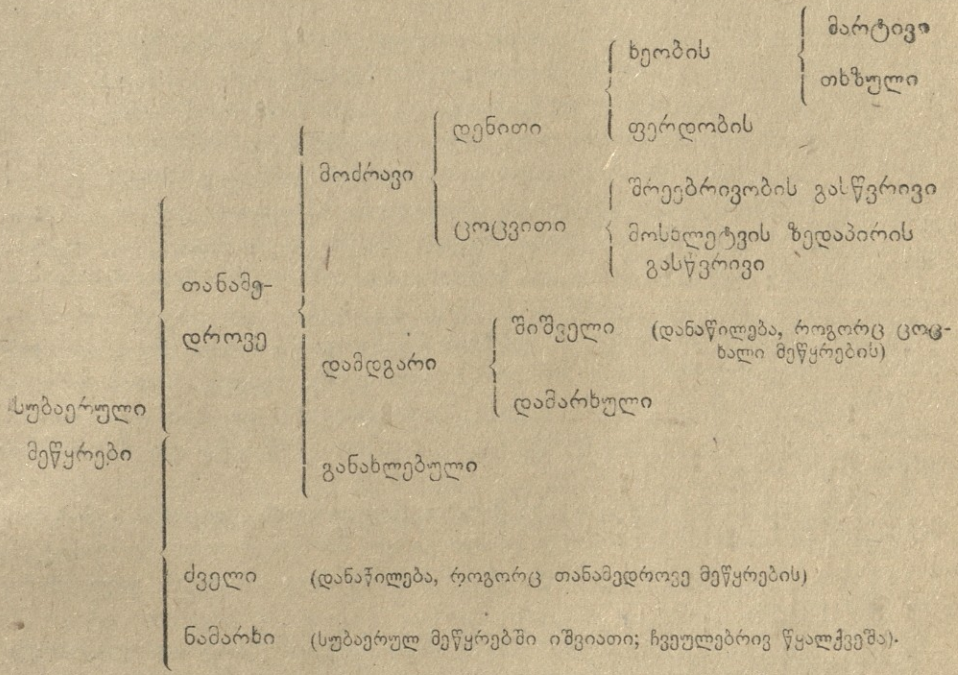 მარტივი
ხეობის
თხზული
დენითი
ფერდობის
მოძრავი
შრეებრივობის გასწვრივი
ცოცვითი
მოსხლეტვის ზედაპირის
გასწვრივი
თანამე-
დროვე
შიშველი (დანაწილება, როგორც ცოც-
ხალი მეწყრების)
დამდგარი
დამარხული
სუბაერული
მეწყრები
განახლებული
ძველი (დანაწილება, როგორც თანამედროვე მეწყრების)
ნამარხი (სუბაერულ მეწყრებში იშვიათი; ჩვეულებრივ წყალქვეშა).